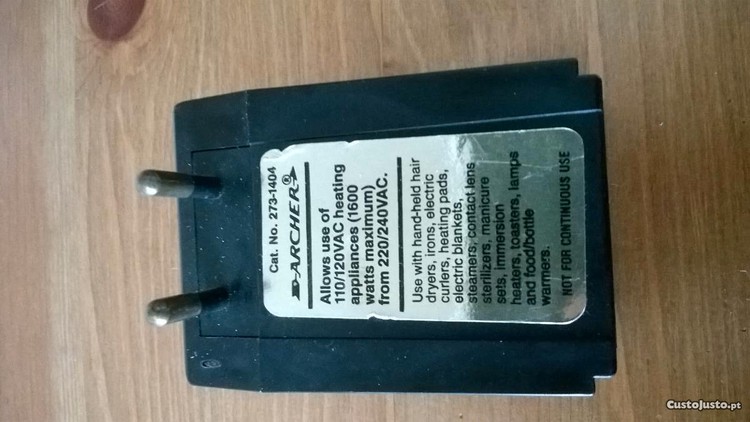 Cat. No. 273-1404
ARCHER®
Allows use of
110/120VAC heating
appliances (1600
watts maximum)
from 220/240VAC.
Use with hand-held hair
dryers, irons, electric
curlers, heating pads,
electric blankets,
steamers, contact lens
sterilizers, manicure
sets, immersion
heaters, toasters, lamps
and food/bottle
warmers.
NOT FOR CONTINUOUS USE
CustoJusto.pt